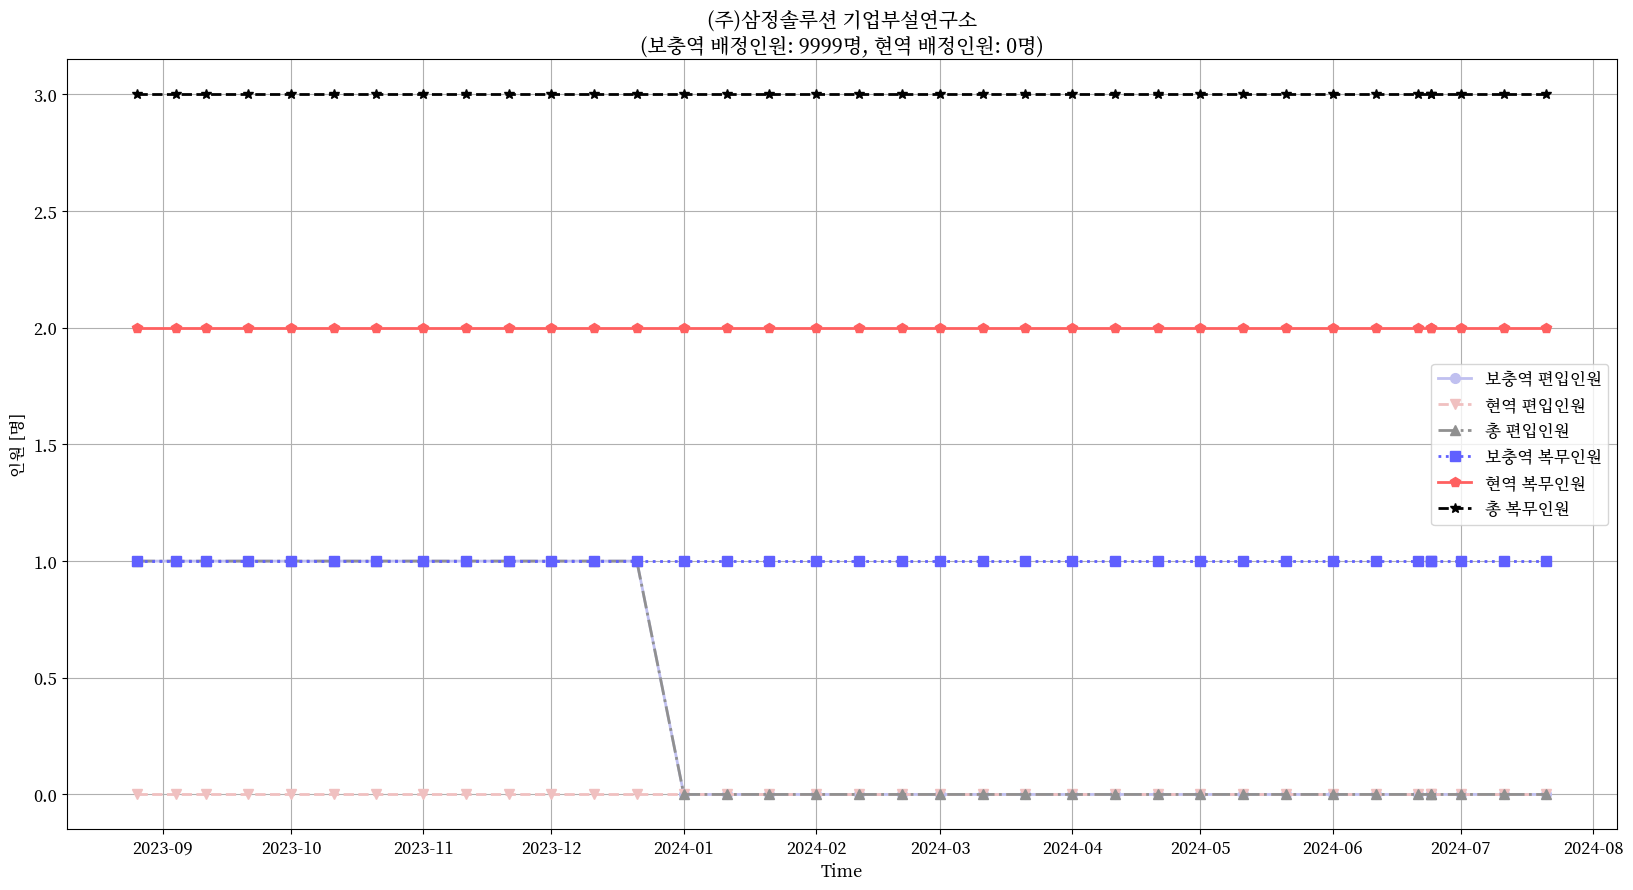 (주)삼정솔루션 기업부설연구소
(보충역 배정인원: 9999명, 현역 배정인원: 0명)
3.0
2.5
2.0
1.5
1.0
0.5
0.0
인원 [명]
보충역 편입인원
현역 편입인원
총 편입인원
보충역 복무인원
현역 복무인원
총 복무인원
2023-09 2023-10 2023-11 2023-12 2024-01 2024-02 2024-03 2024-04 2024-05 2024-06 2024-07 2024-08
Time